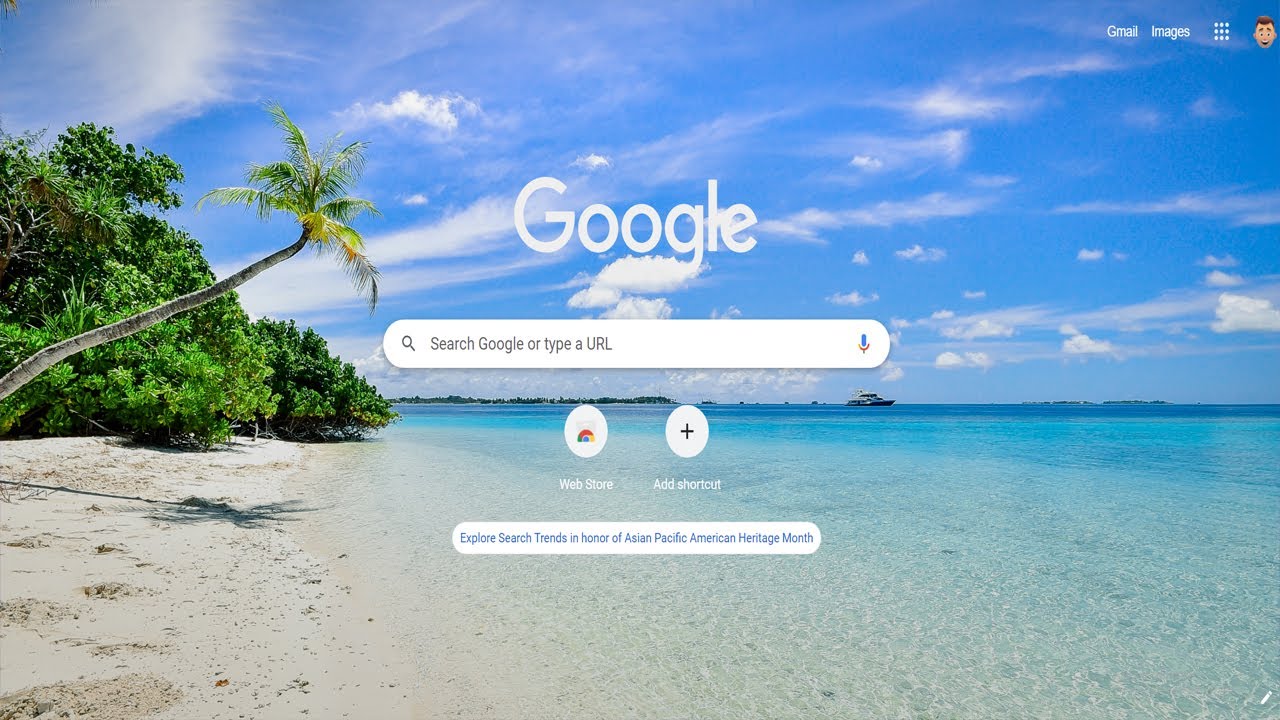 Gmail Images
Google
Search Google or type a URL
Web Store Add shortcut
Explore Search Trends in honor of Asian Pacific American Heritage Month